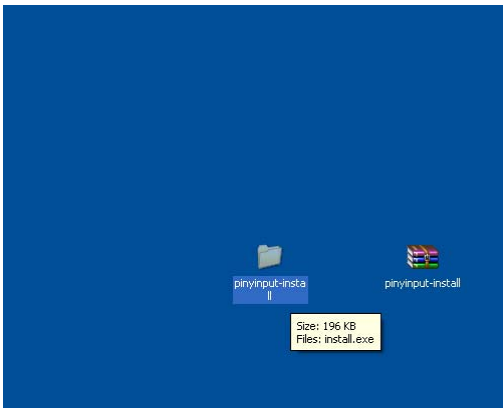 pinyinput-insta
ll
pinyinput-install
Size: 196 KB
Files: install.exe